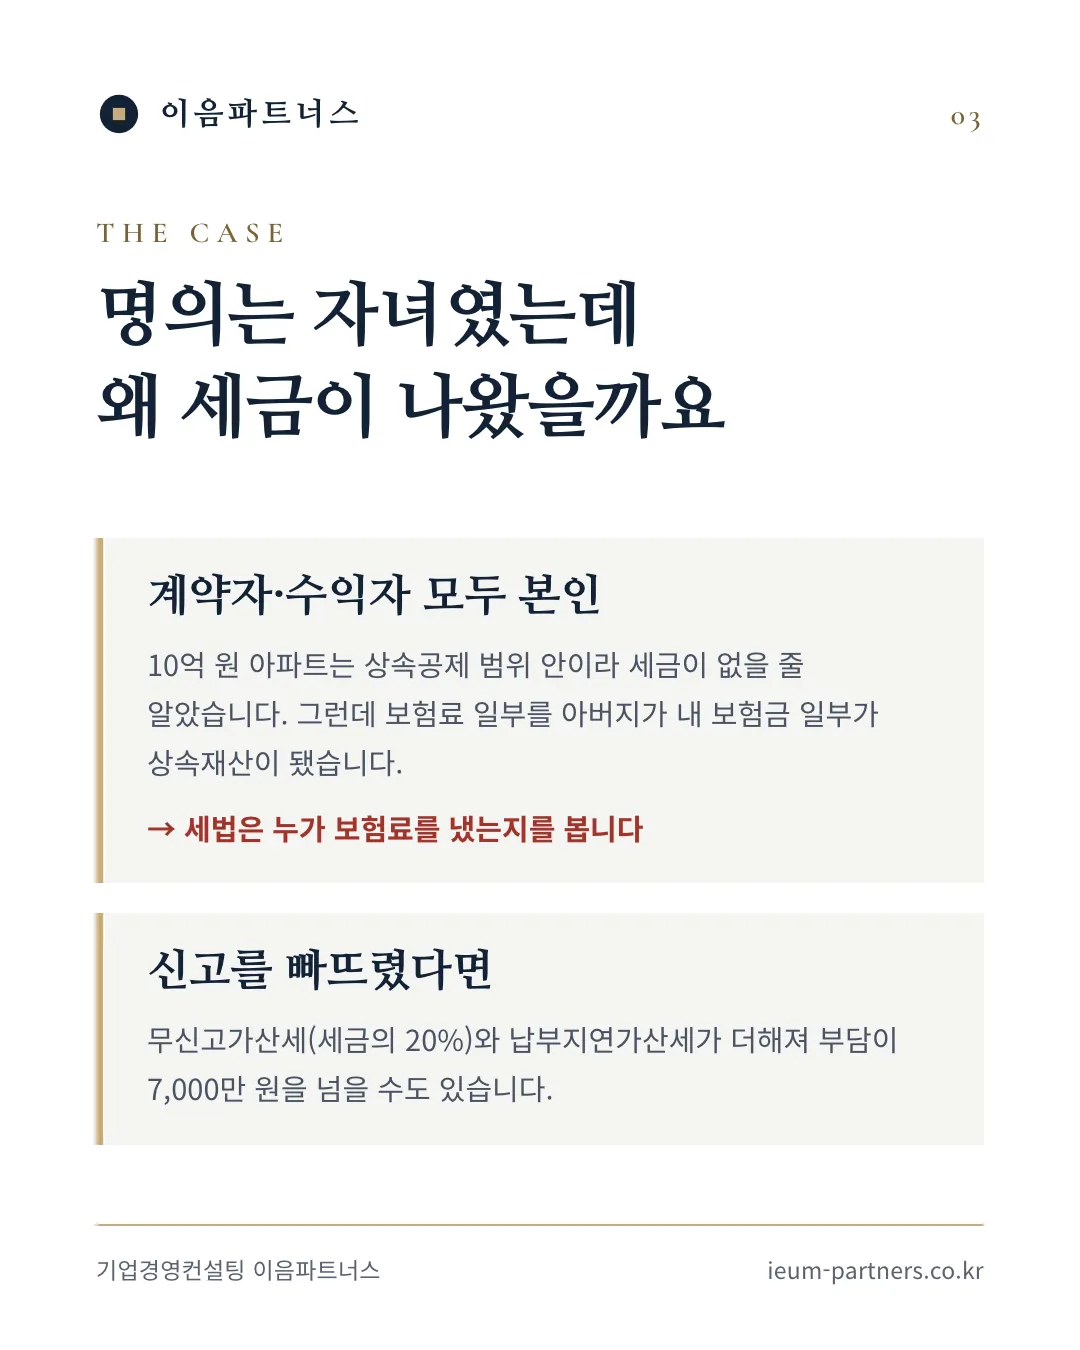 이음파트너스
03
THE CASE
명의는 자녀였는데
왜 세금이 나왔을까요
계약자·수익자 모두 본인
10억 원 아파트는 상속공제 범위 안이라 세금이 없을 줄
알았습니다. 그런데 보험료 일부를 아버지가 내 보험금 일부가
상속재산이 됐습니다.
→ 세법은 누가 보험료를 냈는지를 봅니다
신고를 빠뜨렸다면
무신고가산세(세금의 20%)와 납부지연가산세가 더해져 부담이
7,000만 원을 넘을 수도 있습니다.
기업경영컨설팅 이음파트너스
ieum-partners.co.kr